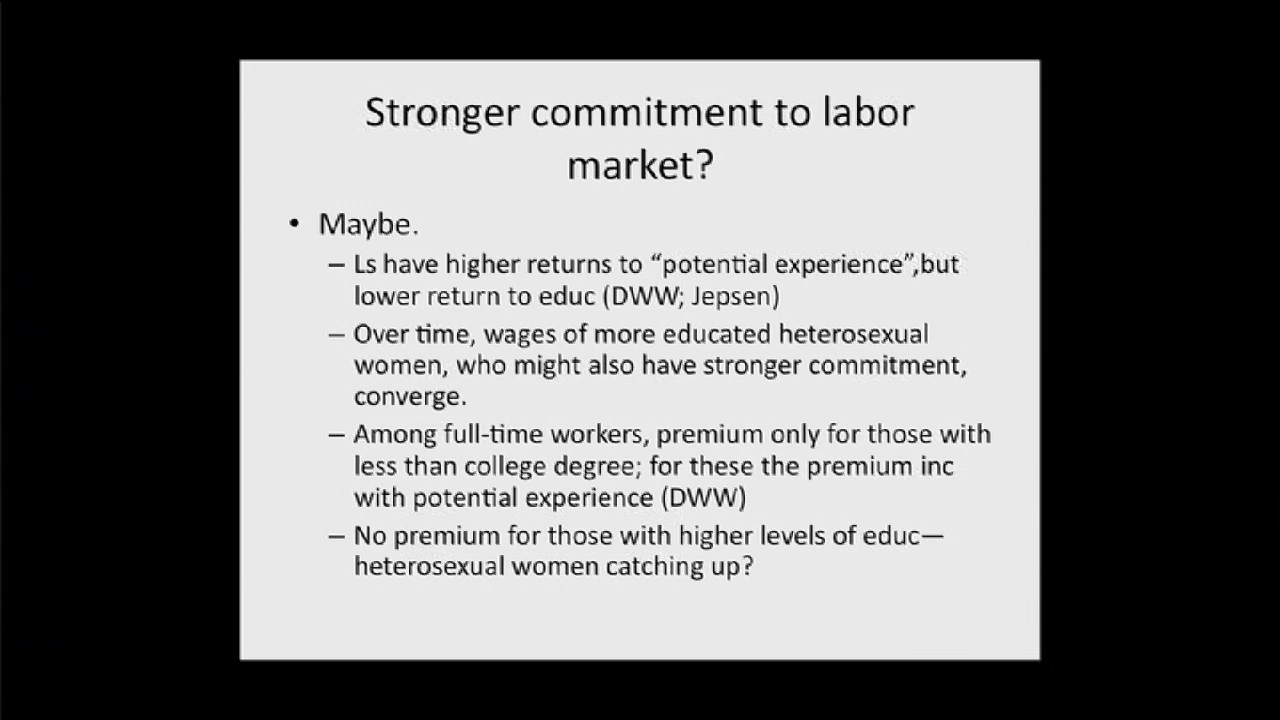 Stronger commitment to labor
market?
• Maybe.
– Ls have higher returns to “potential experience”,but
lower return to educ (DWW; Jepsen)
– Over time, wages of more educated heterosexual
women, who might also have stronger commitment,
converge.
– Among full-time workers, premium only for those with
less than college degree; for these the premium inc
with potential experience (DWW)
– No premium for those with higher levels of educ—
heterosexual women catching up?